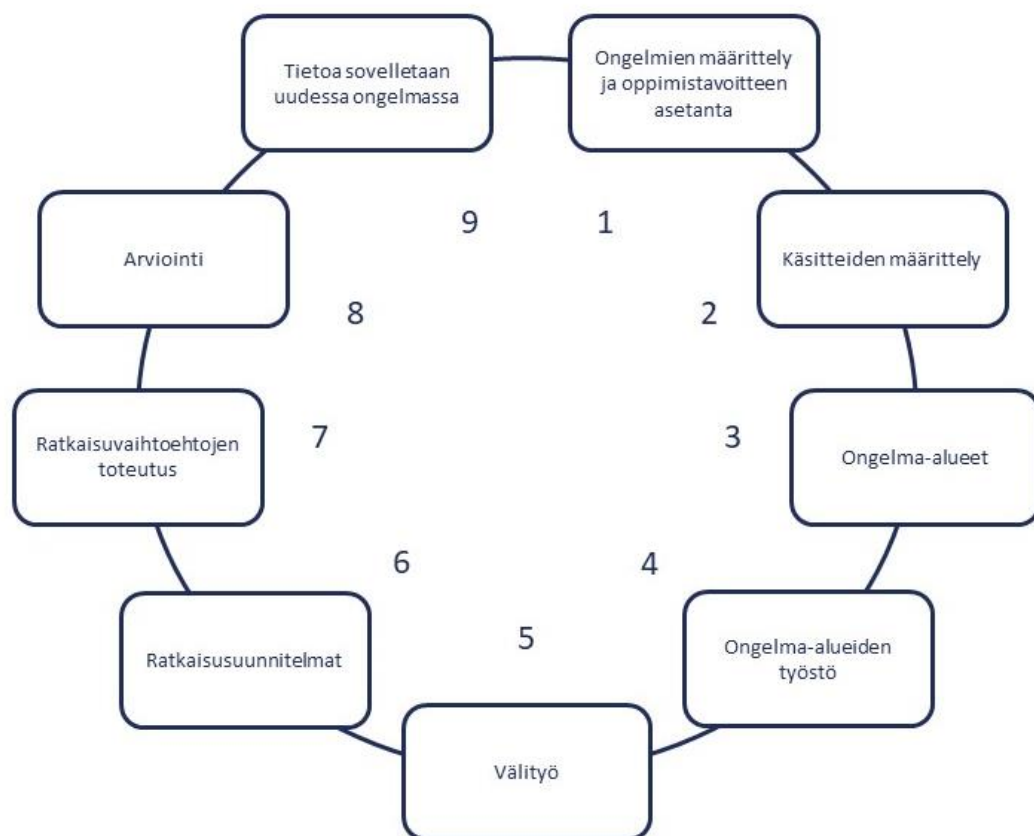 Ongelmien määrittely
ja oppimistavoitteen
asetanta
1
Käsitteiden määrittely
2
Ongelma-alueet
3
Ongelma-alueiden
työstö
4
Välityö
5
Ratkaisusuunnitelmat
6
Ratkaisuvaihtoehtojen
toteutus
7
Arviointi
8
Tietoa sovelletaan
uudessa ongelmassa
9